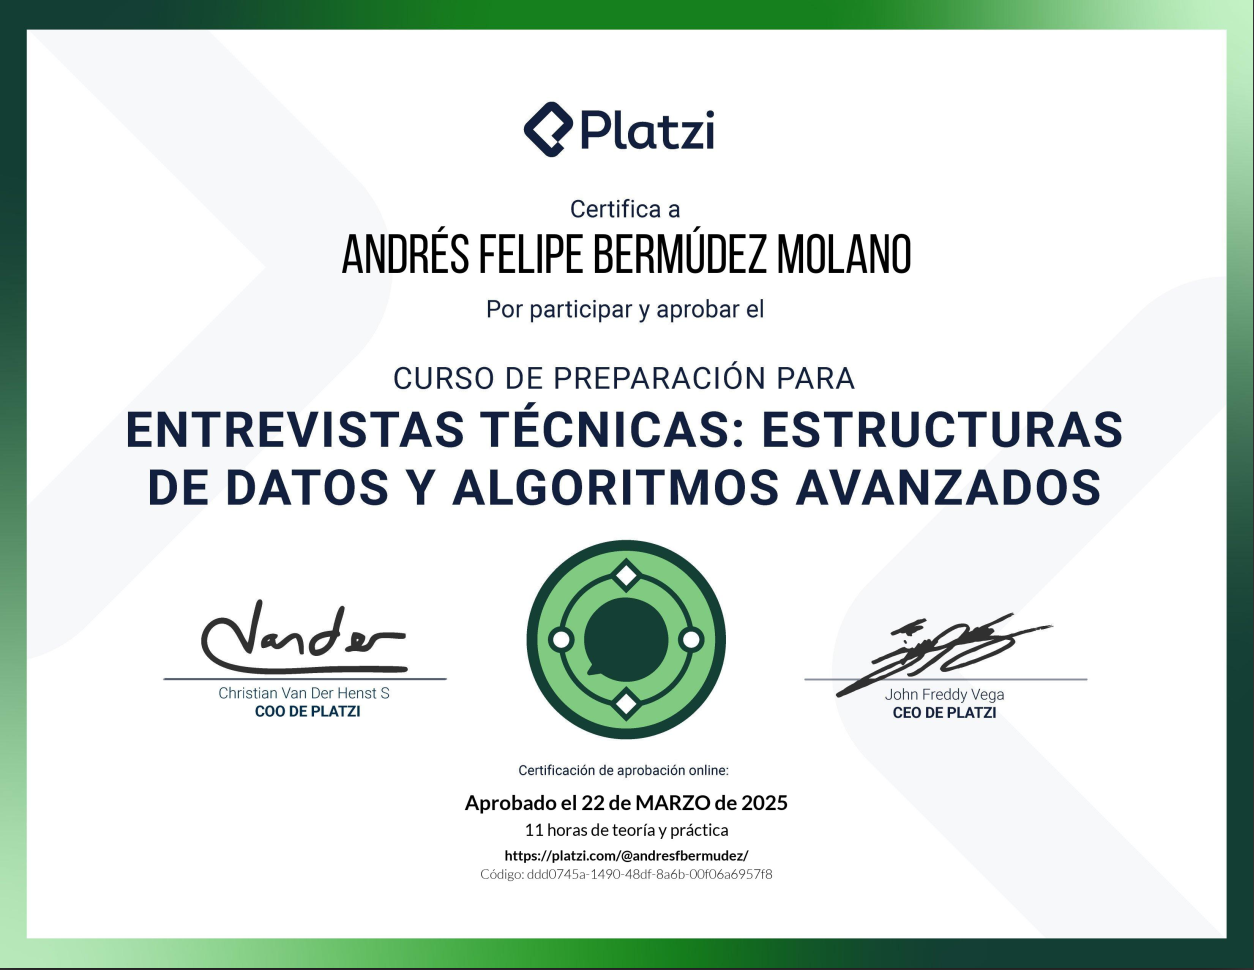 Platzi
Certifica a
ANDRÉS FELIPE BERMÚDEZ MOLANO
Por participar y aprobar el
CURSO DE PREPARACIÓN PARA
ENTREVISTAS TÉCNICAS: ESTRUCTURAS
DE DATOS Y ALGORITMOS AVANZADOS
Vander
Christian Van Der Henst S
COO DE PLATZI
John Freddy Vega
CEO DE PLATZI
Certificación de aprobación online:
Aprobado el 22 de MARZO de 2025
11 horas de teoría y práctica
https://platzi.com/@andresfbermudez/
Código: ddd0745a-1490-48df-8a6b-00f06a6957f8